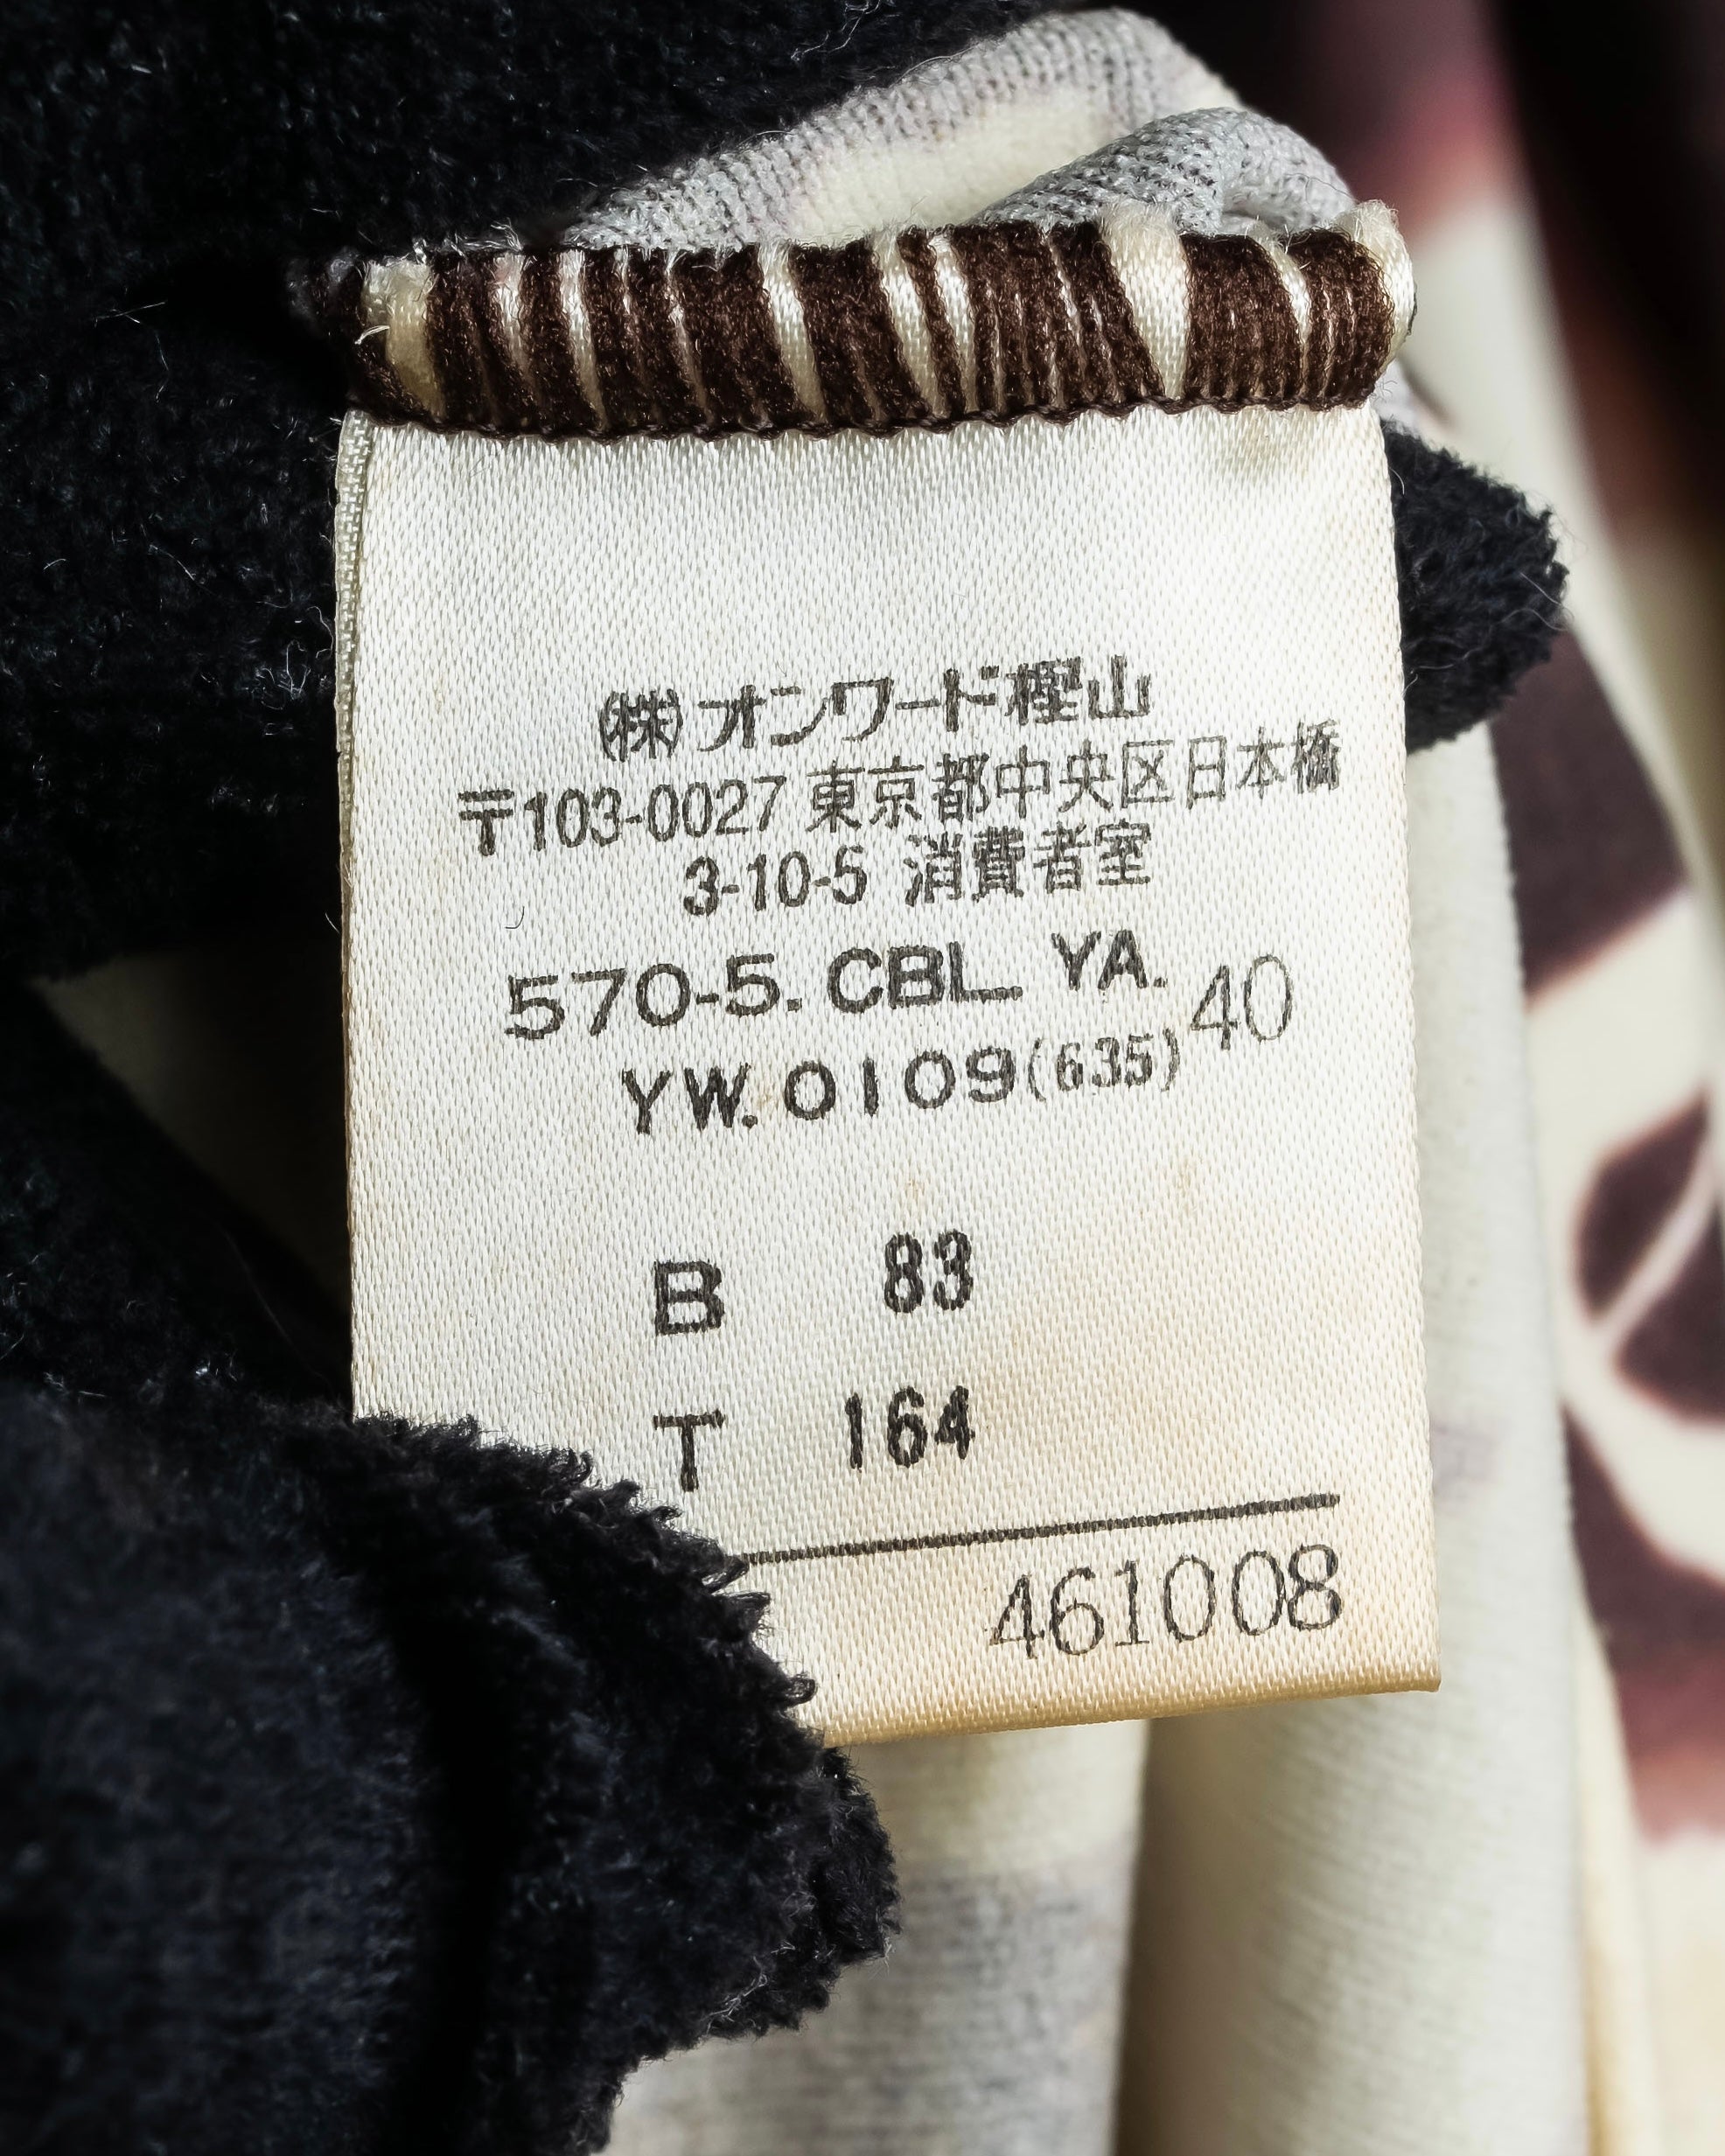 (株)オンワード樫山
〒103-0027 東京都中央区日本橋
3-10-5 消費者室
570-5. CBL. YA.
YW. 0109(635) 40
B 83
T 164
461008